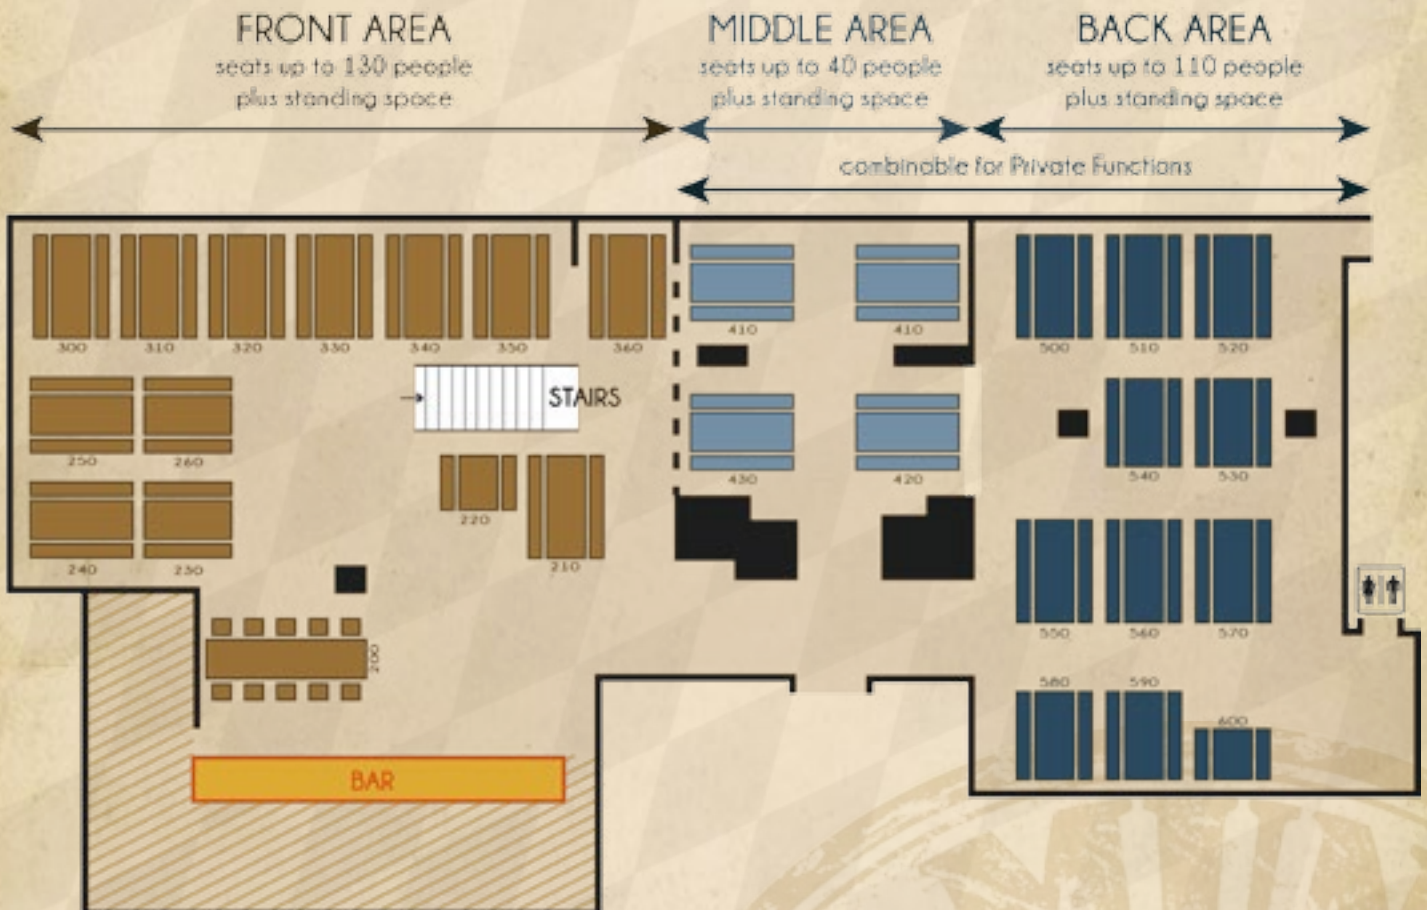 FRONT AREA
seats up to 130 people
plus standing space
MIDDLE AREA
seats up to 40 people
plus standing space
BACK AREA
seats up to 110 people
plus standing space
combinable for Private Functions
300 310 320 330 340 350 360
410 410
500 510 520
STAIRS
250 260
430 420
540 530
220
210
240 230
550 560 570
200
580 590
600
BAR